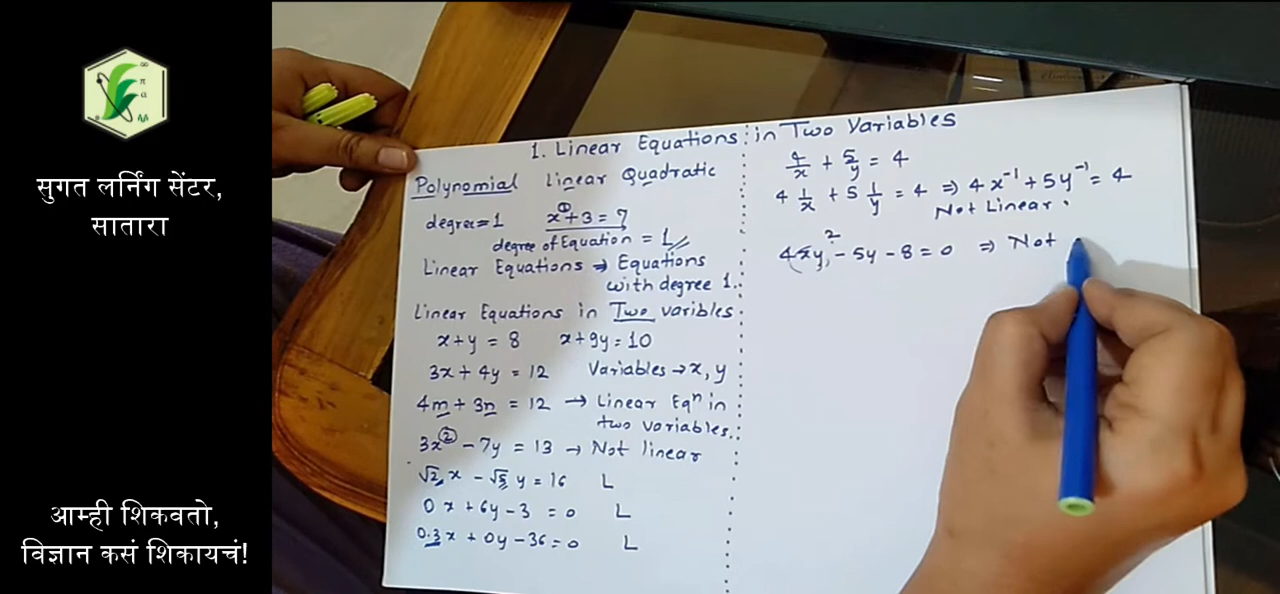 सुगत लर्निंग सेंटर,
सातारा
आम्ही शिकवतो,
विज्ञान कसं शिकायचं!
1. Linear Equations in Two Variables
Polynomial Linear Quadratic
degree=1 x¹+3=7
degree of Equation = 1
Linear Equations → Equations
with degree 1.
Linear Equations in Two varibles
x+y = 8 x+9y=10
3x+4y = 12 Variables→x,y
4m+3n = 12 → Linear Eqⁿ in
two variables.
3x² - 7y = 13 → Not linear
√2x - √5y = 16 L
0x+6y-3 = 0 L
0.3x + 0y-36=0 L
4/x + 5/y = 4
4 1/x + 5 1/y = 4 ⇒ 4x⁻¹+5y⁻¹= 4
Not Linear.
4xy - 5y - 8 = 0 ⇒ Not
2